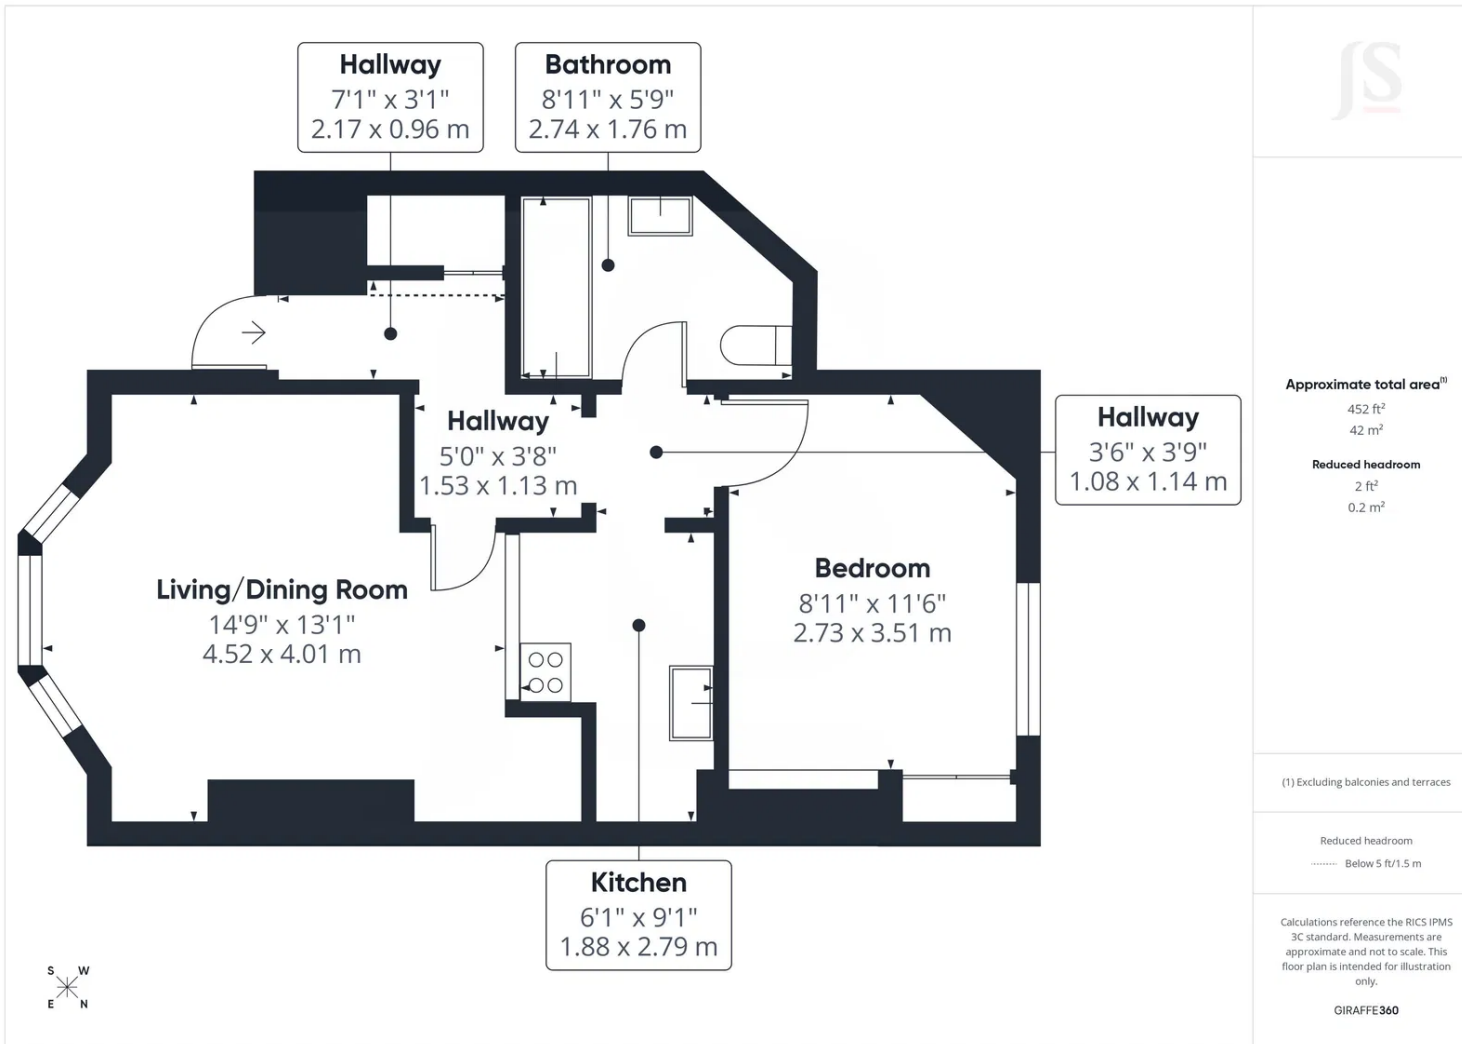 Hallway
7'1" x 3'1"
2.17 x 0.96 m
Bathroom
8'11" x 5'9"
2.74 x 1.76 m
JS
Hallway
5'0" x 3'8"
1.53 x 1.13 m
Hallway
3'6" x 3'9"
1.08 x 1.14 m
Living/Dining Room
14'9" x 13'1"
4.52 x 4.01 m
Bedroom
8'11" x 11'6"
2.73 x 3.51 m
Kitchen
6'1" x 9'1"
1.88 x 2.79 m
S W
E N
Approximate total area(1)
452 ft²
42 m²
Reduced headroom
2 ft²
0.2 m²
(1) Excluding balconies and terraces
Reduced headroom
Below 5 ft/1.5 m
Calculations reference the RICS IPMS
3C standard. Measurements are
approximate and not to scale. This
floor plan is intended for illustration
only.
GIRAFFE360